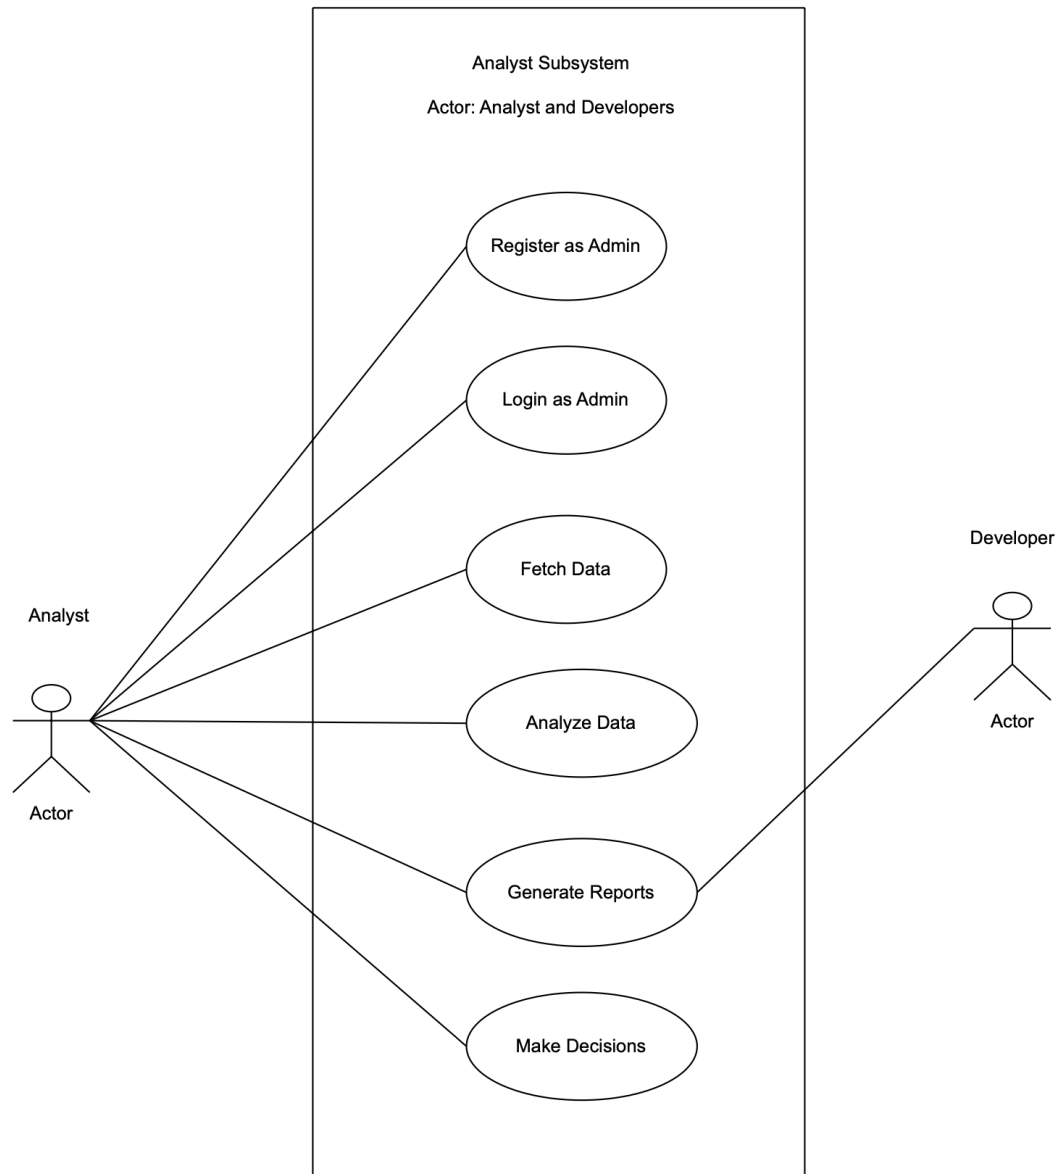 Analyst Subsystem
Actor: Analyst and Developers
Register as Admin
Login as Admin
Fetch Data
Developer
Analyst
Analyze Data
Actor
Actor
Generate Reports
Make Decisions